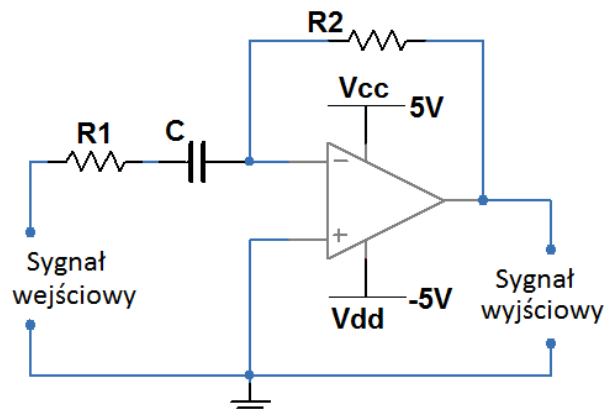 R2
Vcc
5V
R1
C
−
+
Sygnał
wejściowy
Sygnał
wyjściowy
-5V
Vdd